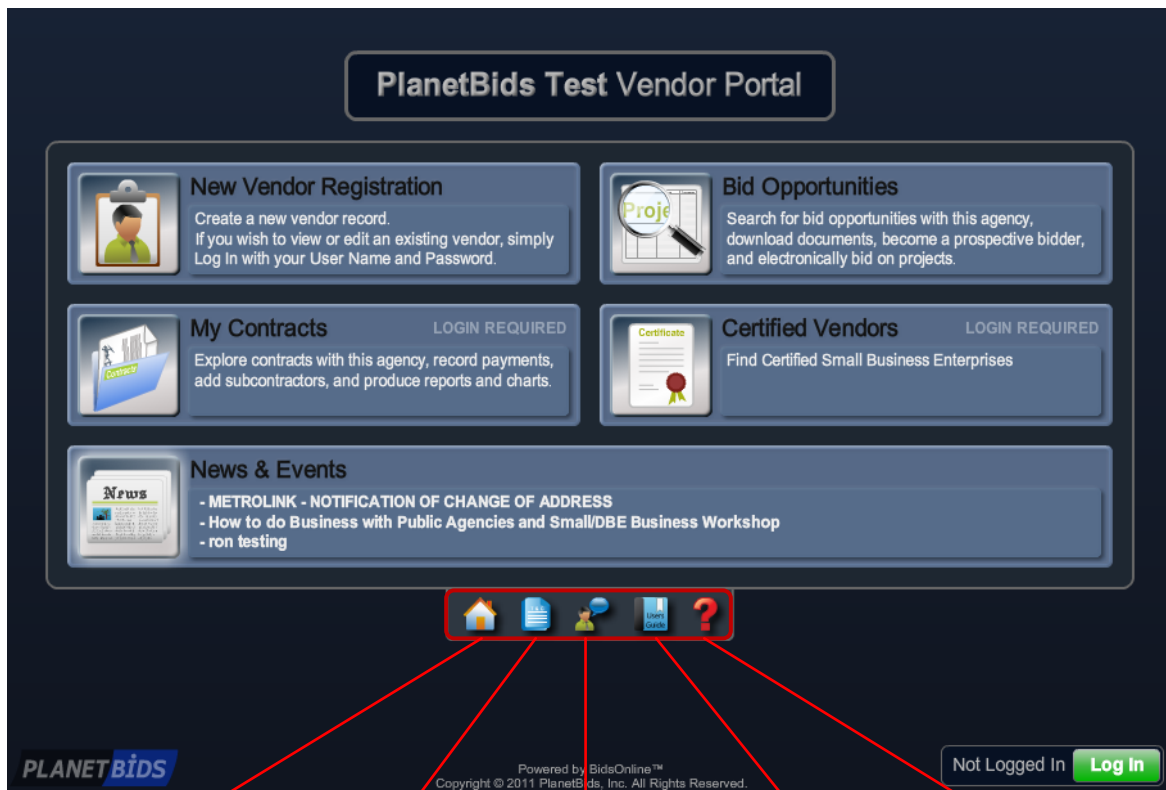 PlanetBids Test Vendor Portal
New Vendor Registration
Create a new vendor record.
If you wish to view or edit an existing vendor, simply
Log In with your User Name and Password.
Proje
Bid Opportunities
Search for bid opportunities with this agency,
download documents, become a prospective bidder,
and electronically bid on projects.
Contracts
My Contracts LOGIN REQUIRED
Explore contracts with this agency, record payments,
add subcontractors, and produce reports and charts.
Certificate
Certified Vendors LOGIN REQUIRED
Find Certified Small Business Enterprises
News
News & Events
- METROLINK - NOTIFICATION OF CHANGE OF ADDRESS
- How to do Business with Public Agencies and Small/DBE Business Workshop
- ron testing
Users
Guide
?
PLANETBIDS
Powered by BidsOnline™
Copyright © 2011 PlanetBids, Inc. All Rights Reserved.
Not Logged In Log In